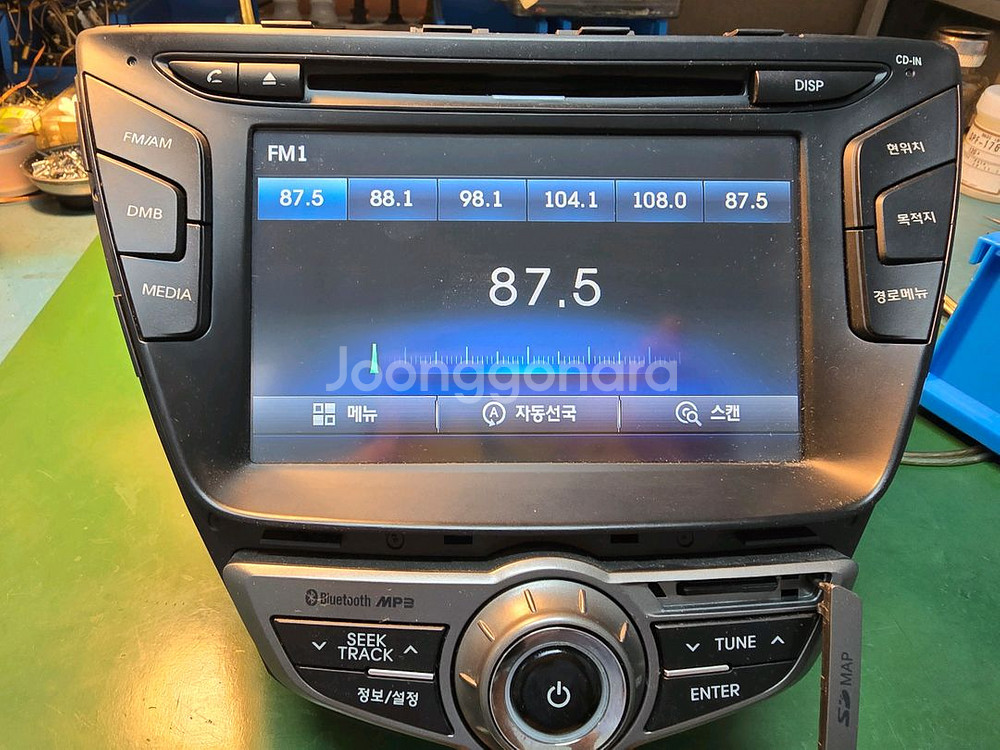 CD-IN
DISP
FM/AM
DMB
MEDIA
현위치
목적지
경로메뉴
FM1
87.5 88.1 98.1 104.1 108.0 87.5
87.5
Joonggonara
메뉴 자동선국 스캔
Bluetooth MP3
SEEK
TRACK
정보/설정
TUNE
ENTER
SD MAP